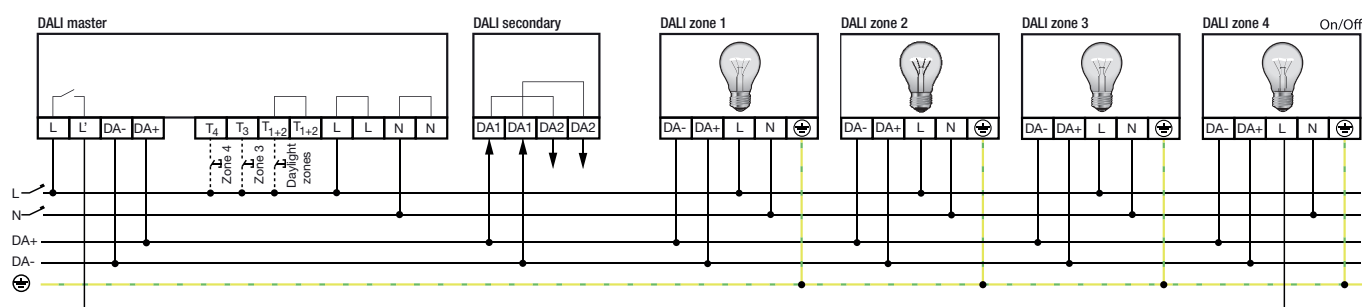 DALI master
DALI secondary
DALI zone 1
DALI zone 2
DALI zone 3
DALI zone 4
On/Off
L L' DA- DA+ T4 T3 T1+2 T1+2 L L N N
DA1 DA1 DA2 DA2
DA- DA+ L N
DA- DA+ L N
DA- DA+ L N
DA- DA+ L N
Zone 4
Zone 3
Daylight
zones
L
N
DA+
DA-